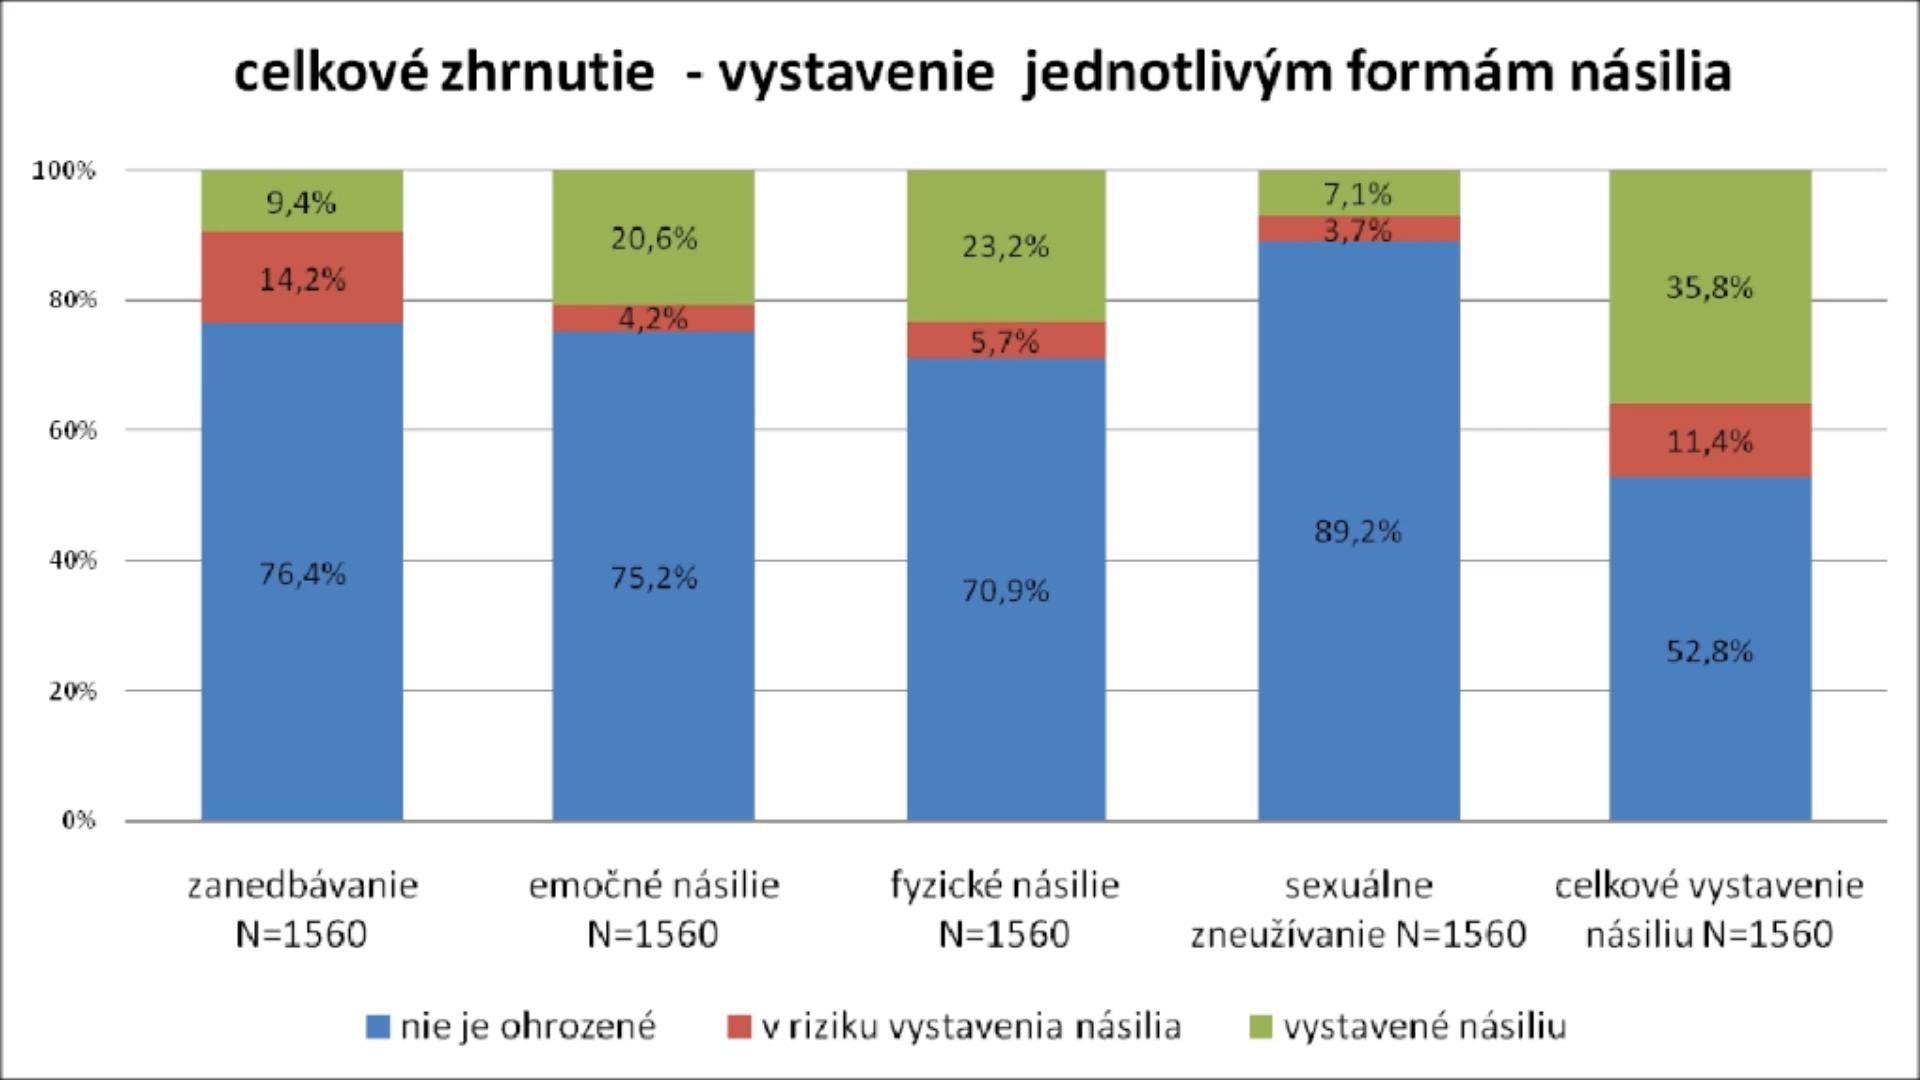 celkové zhrnutie - vystavenie jednotlivým formám násilia
100%
80%
60%
40%
20%
0%
9,4%
14,2%
76,4%
20,6%
4,2%
75,2%
23,2%
5,7%
70,9%
7,1%
3,7%
89,2%
35,8%
11,4%
52,8%
zanedbávanie
N=1560
emočné násilie
N=1560
fyzické násilie
N=1560
sexuálne
zneužívanie N=1560
celkové vystavenie
násiliu N=1560
nie je ohrozené
v riziku vystavenia násilia
vystavené násiliu